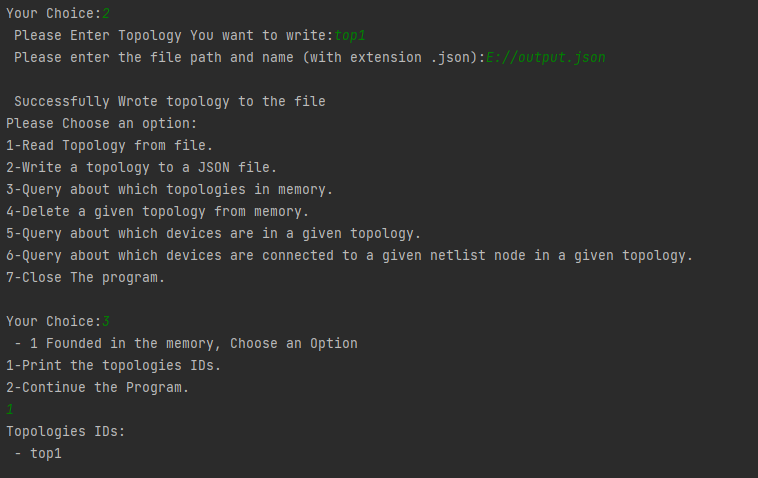 Your Choice:2
Please Enter Topology You want to write:top1
Please enter the file path and name (with extension .json):E://output.json
Successfully Wrote topology to the file
Please Choose an option:
1-Read Topology from file.
2-Write a topology to a JSON file.
3-Query about which topologies in memory.
4-Delete a given topology from memory.
5-Query about which devices are in a given topology.
6-Query about which devices are connected to a given netlist node in a given topology.
7-Close The program.
Your Choice:3
- 1 Founded in the memory, Choose an Option
1-Print the topologies IDs.
2-Continue the Program.
1
Topologies IDs:
- top1